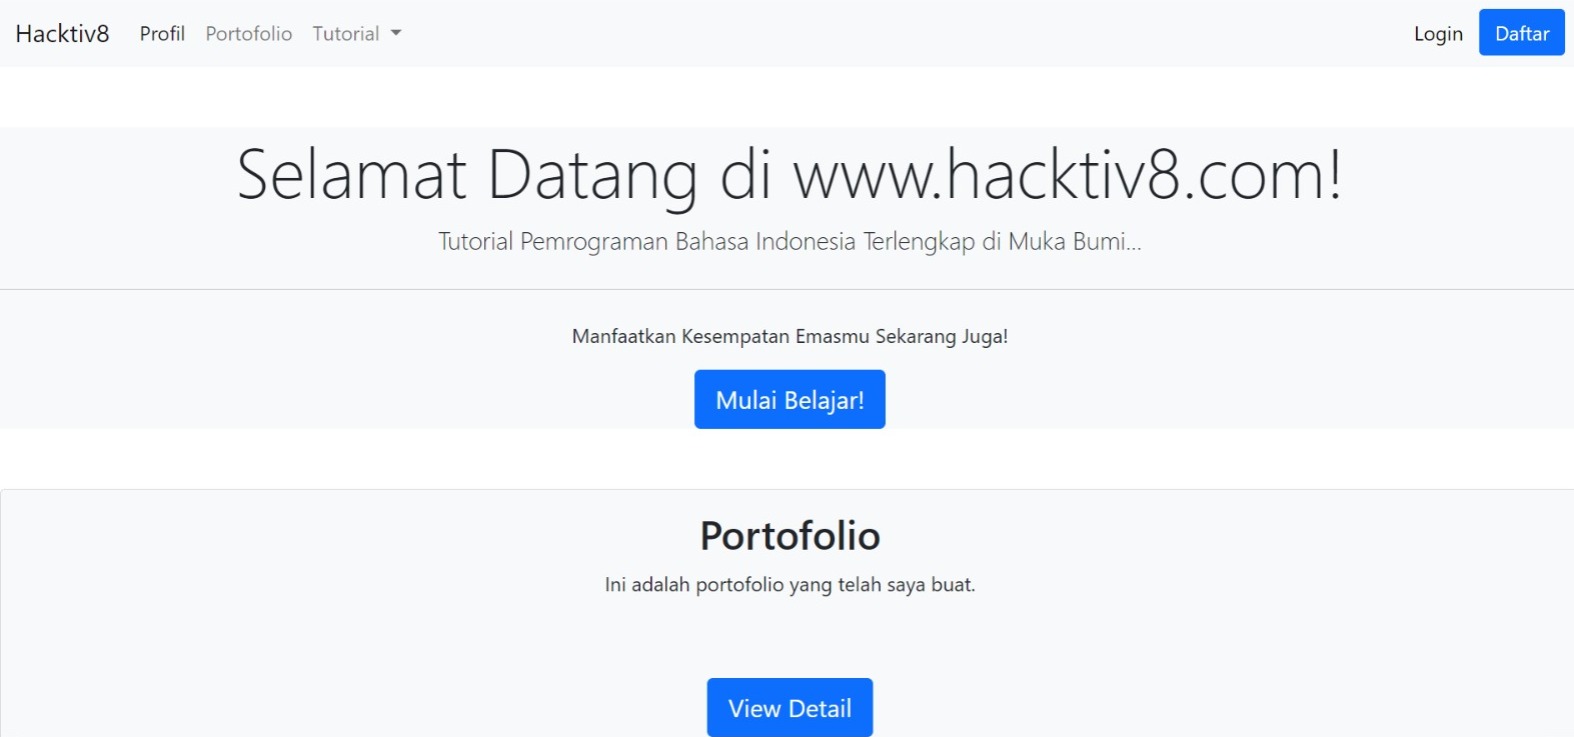 Hacktiv8 Profil Portofolio Tutorial Login Daftar
Selamat Datang di www.hacktiv8.com!
Tutorial Pemrograman Bahasa Indonesia Terlengkap di Muka Bumi...
Manfaatkan Kesempatan Emasmu Sekarang Juga!
Mulai Belajar!
Portofolio
Ini adalah portofolio yang telah saya buat.
View Detail